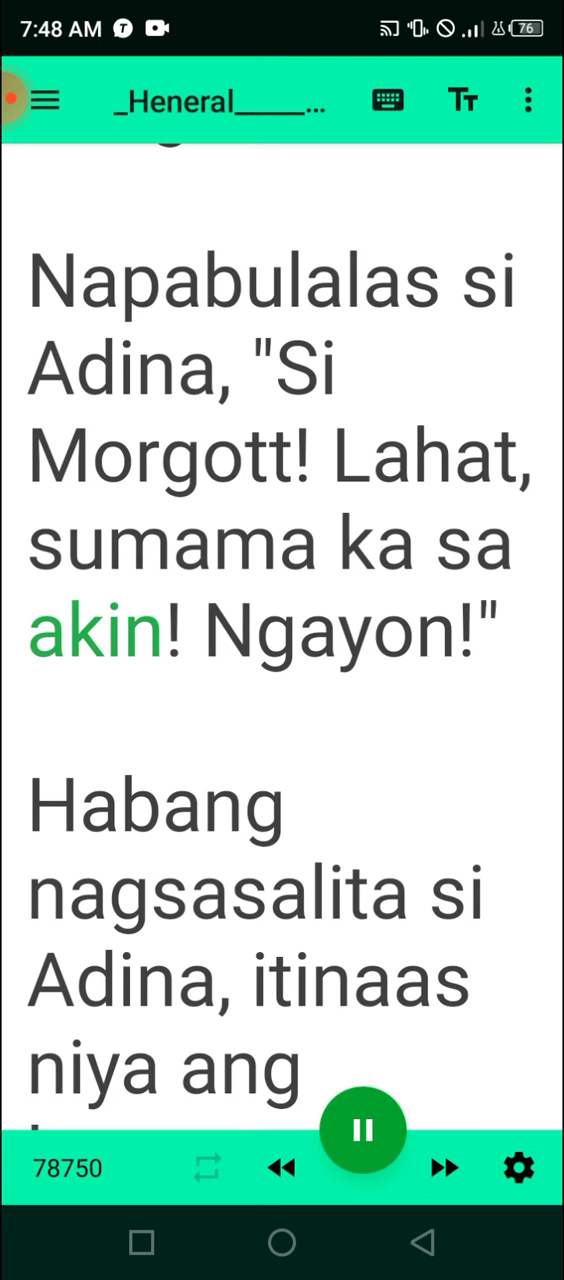 7:48 AM
76
_Heneral_____...
Napabulalas si
Adina, "Si
Morgott! Lahat,
sumama ka sa
akin! Ngayon!"
Habang
nagsasalita si
Adina, itinaas
niya ang
78750